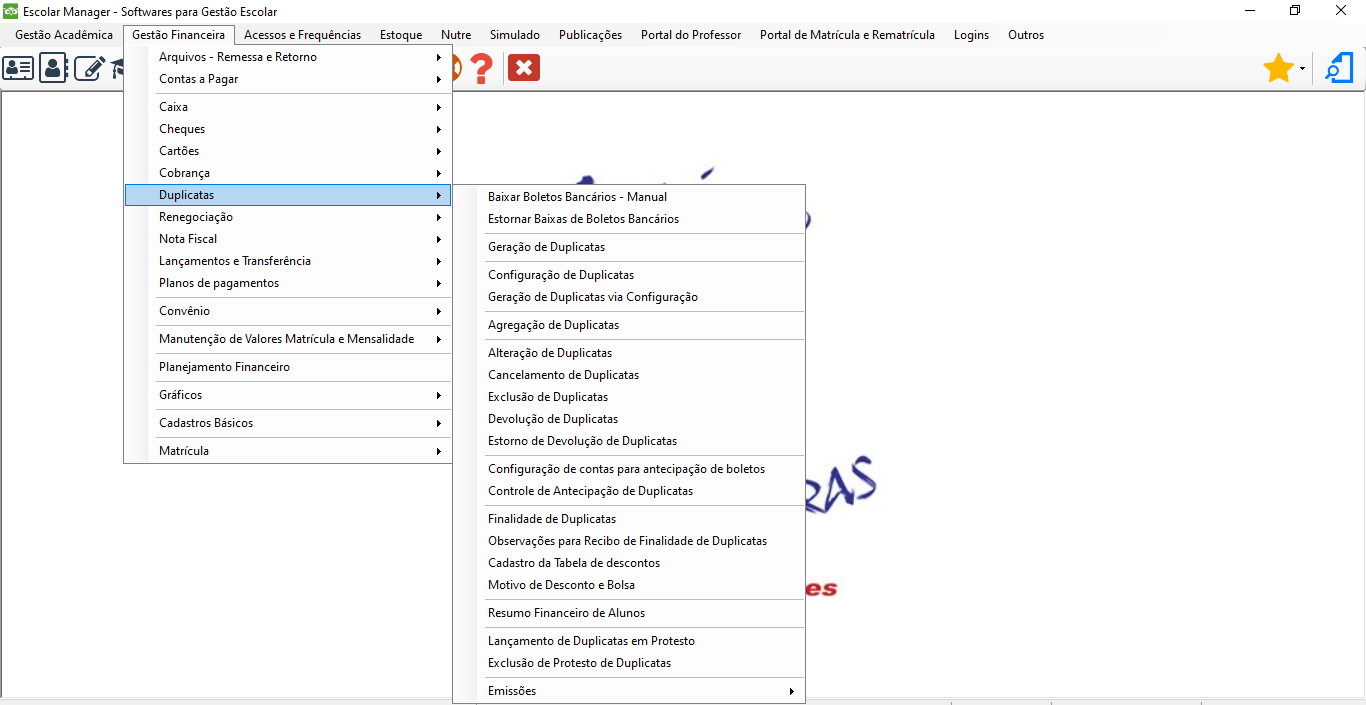 Escolar Manager - Softwares para Gestão Escolar
Gestão Acadêmica Gestão Financeira Acessos e Frequências Estoque Nutre Simulado Publicações Portal do Professor Portal de Matrícula e Rematrícula Logins Outros
Arquivos - Remessa e Retorno
Contas a Pagar
Caixa
Cheques
Cartões
Cobrança
Duplicatas
Renegociação
Nota Fiscal
Lançamentos e Transferência
Planos de pagamentos
Convênio
Manutenção de Valores Matrícula e Mensalidade
Planejamento Financeiro
Gráficos
Cadastros Básicos
Matrícula
Baixar Boletos Bancários - Manual
Estornar Baixas de Boletos Bancários
Geração de Duplicatas
Configuração de Duplicatas
Geração de Duplicatas via Configuração
Agregação de Duplicatas
Alteração de Duplicatas
Cancelamento de Duplicatas
Exclusão de Duplicatas
Devolução de Duplicatas
Estorno de Devolução de Duplicatas
Configuração de contas para antecipação de boletos
Controle de Antecipação de Duplicatas
Finalidade de Duplicatas
Observações para Recibo de Finalidade de Duplicatas
Cadastro da Tabela de descontos
Motivo de Desconto e Bolsa
Resumo Financeiro de Alunos
Lançamento de Duplicatas em Protesto
Exclusão de Protesto de Duplicatas
Emissões
RAS
es